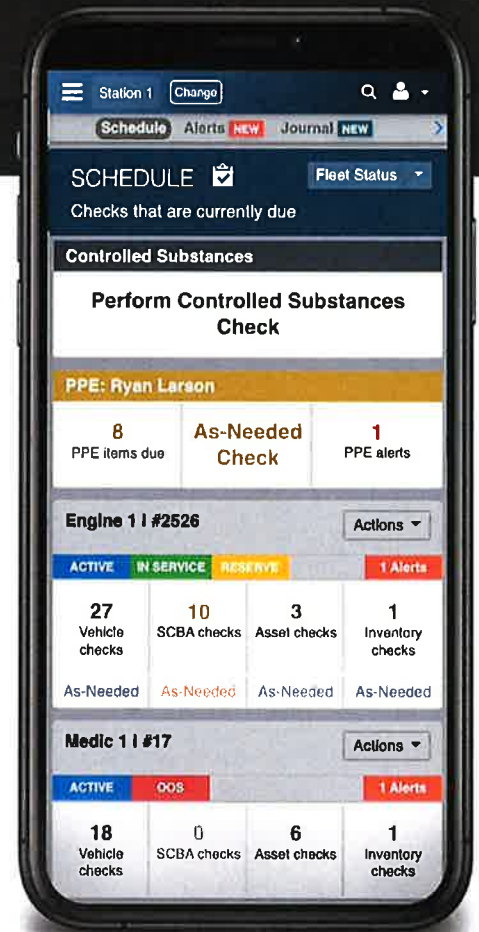 Station 1 Change
Schedule Alerts NEW Journal NEW
SCHEDULE Fleet Status
Checks that are currently due
Controlled Substances
Perform Controlled Substances
Check
PPE: Ryan Larson
8 As-Needed 1
PPE items due Check PPE alerts
Engine 1 | #2526 Actions
ACTIVE IN SERVICE RESERVE 1 Alerts
27 10 3 1
Vehicle SCBA checks Asset checks Inventory
checks checks
As-Needed As-Needed As-Needed As-Needed
Medic 1 | #17 Actions
ACTIVE OOS 1 Alerts
18 0 6 1
Vehicle SCBA checks Asset checks Inventory
checks checks